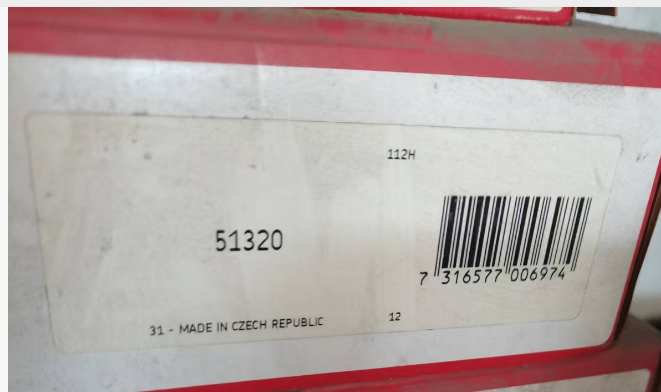 112H
51320
7 316577 006974
31 - MADE IN CZECH REPUBLIC
12